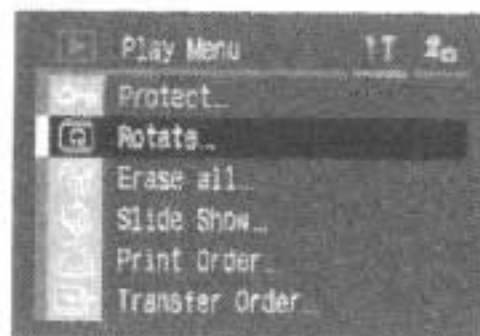 Play Menu
Protect...
Rotate...
Erase all...
Slide Show...
Print Order...
Transfer Order...